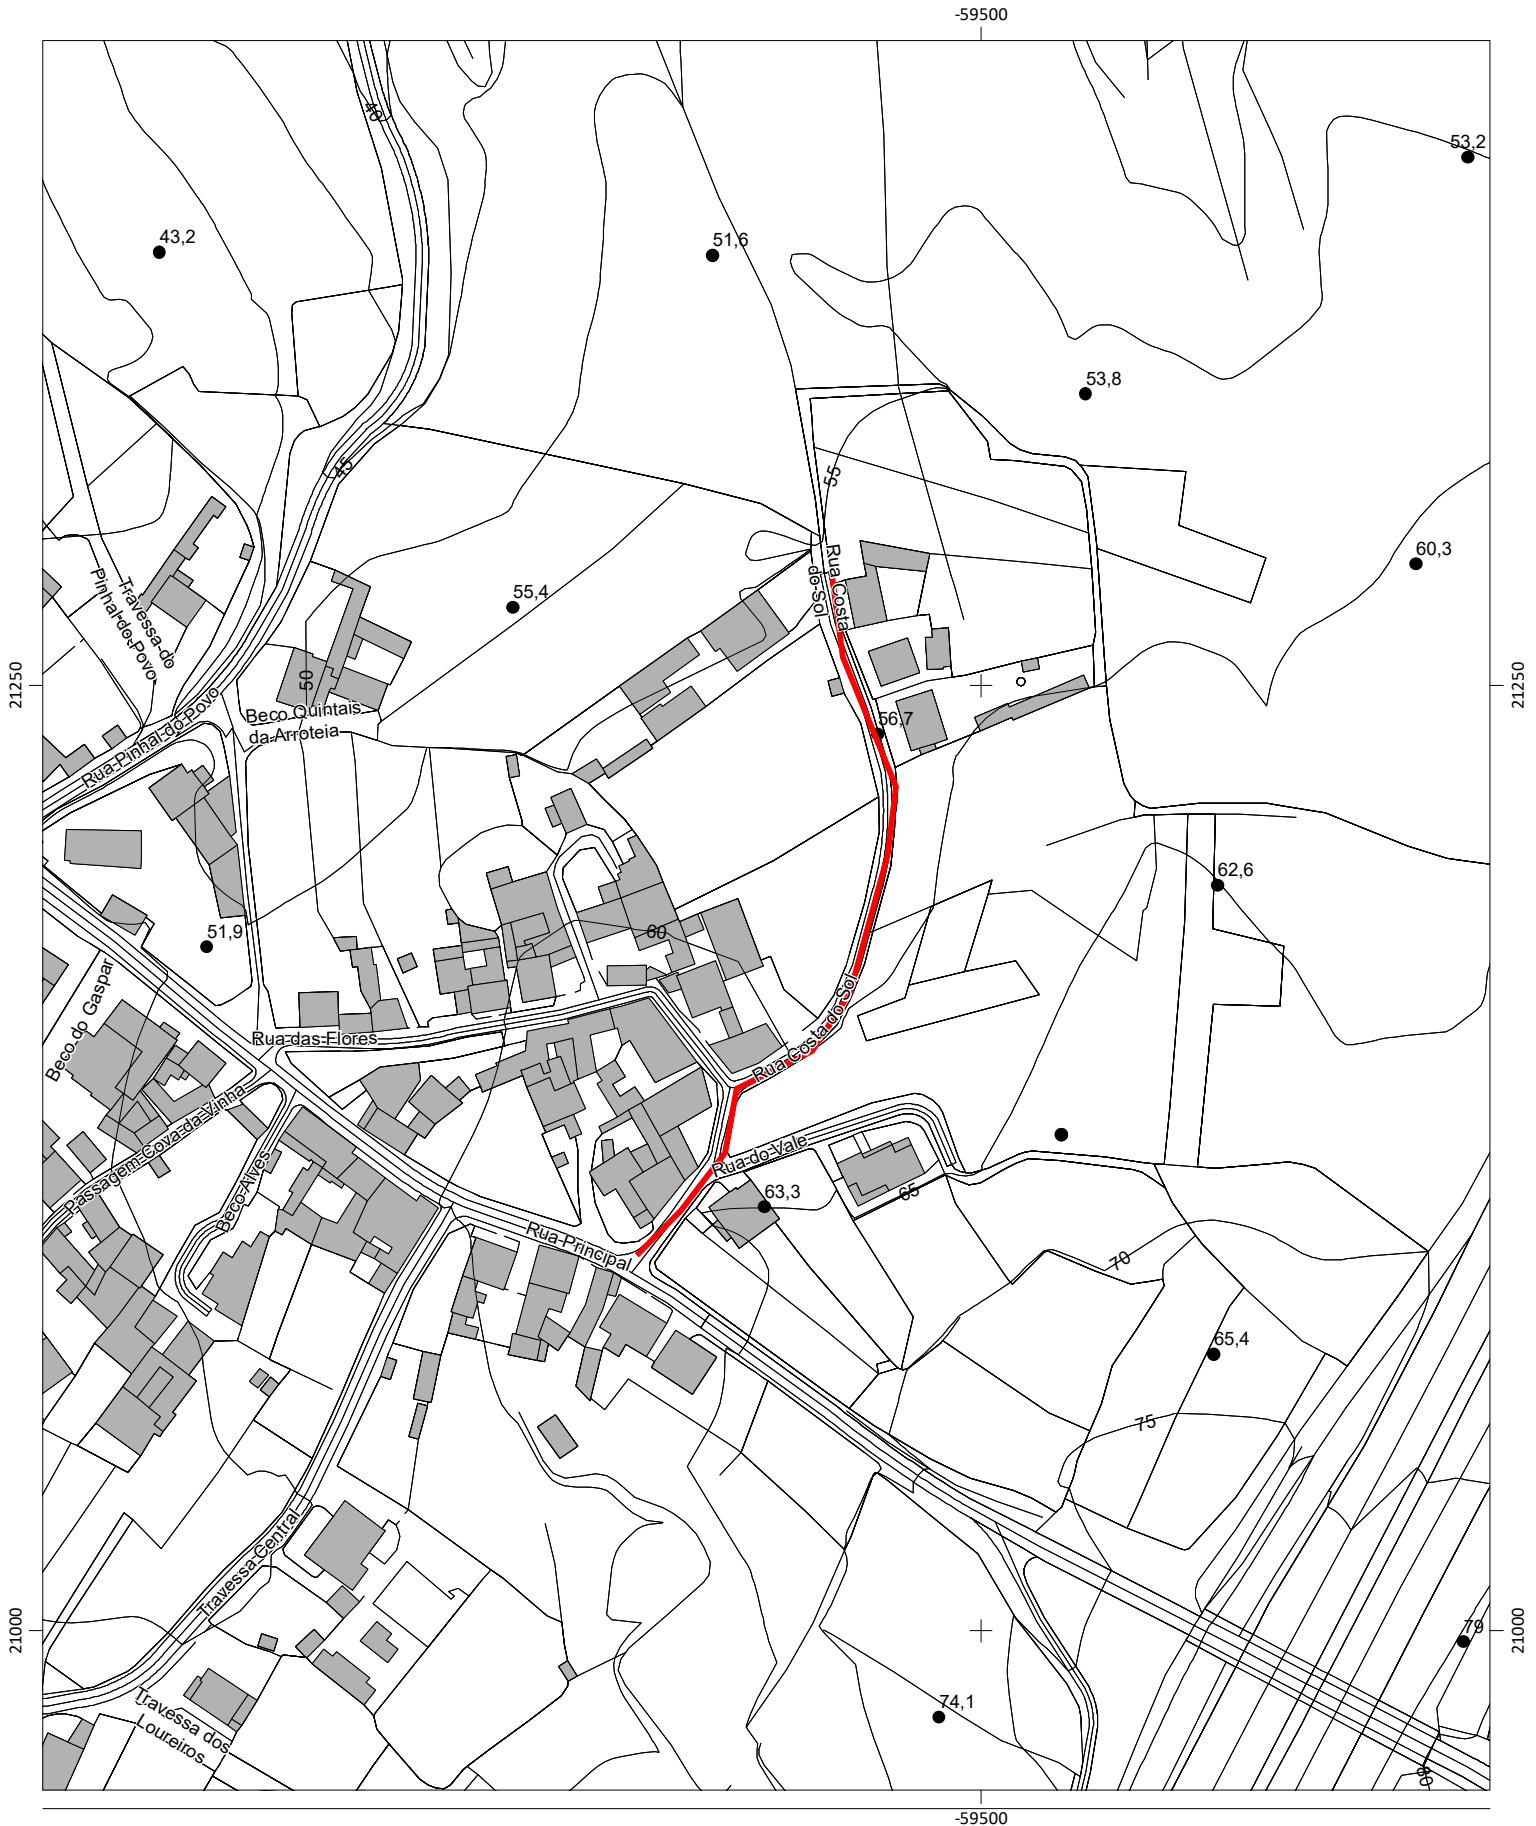 -59500
40
53,2
43,2
51,6
53,8
45
55
60,3
Rua Costa
do Sol
Travessa do
Pinhal do Povo
55,4
21250
21250
50
Rua Pinhal do Povo
Beco Quintais
da Arroteia
56,7
62,6
51,9
60
Beco do Gaspar
Rua das Flores
Rua Costa do Sol
Passagem Cova da Vinha
Beco Alves
Rua do Vale
63,3
65
Rua Principal
70
65,4
75
Travessa Central
21000
21000
79
Travessa dos
Loureiros
74,1
80
-59500